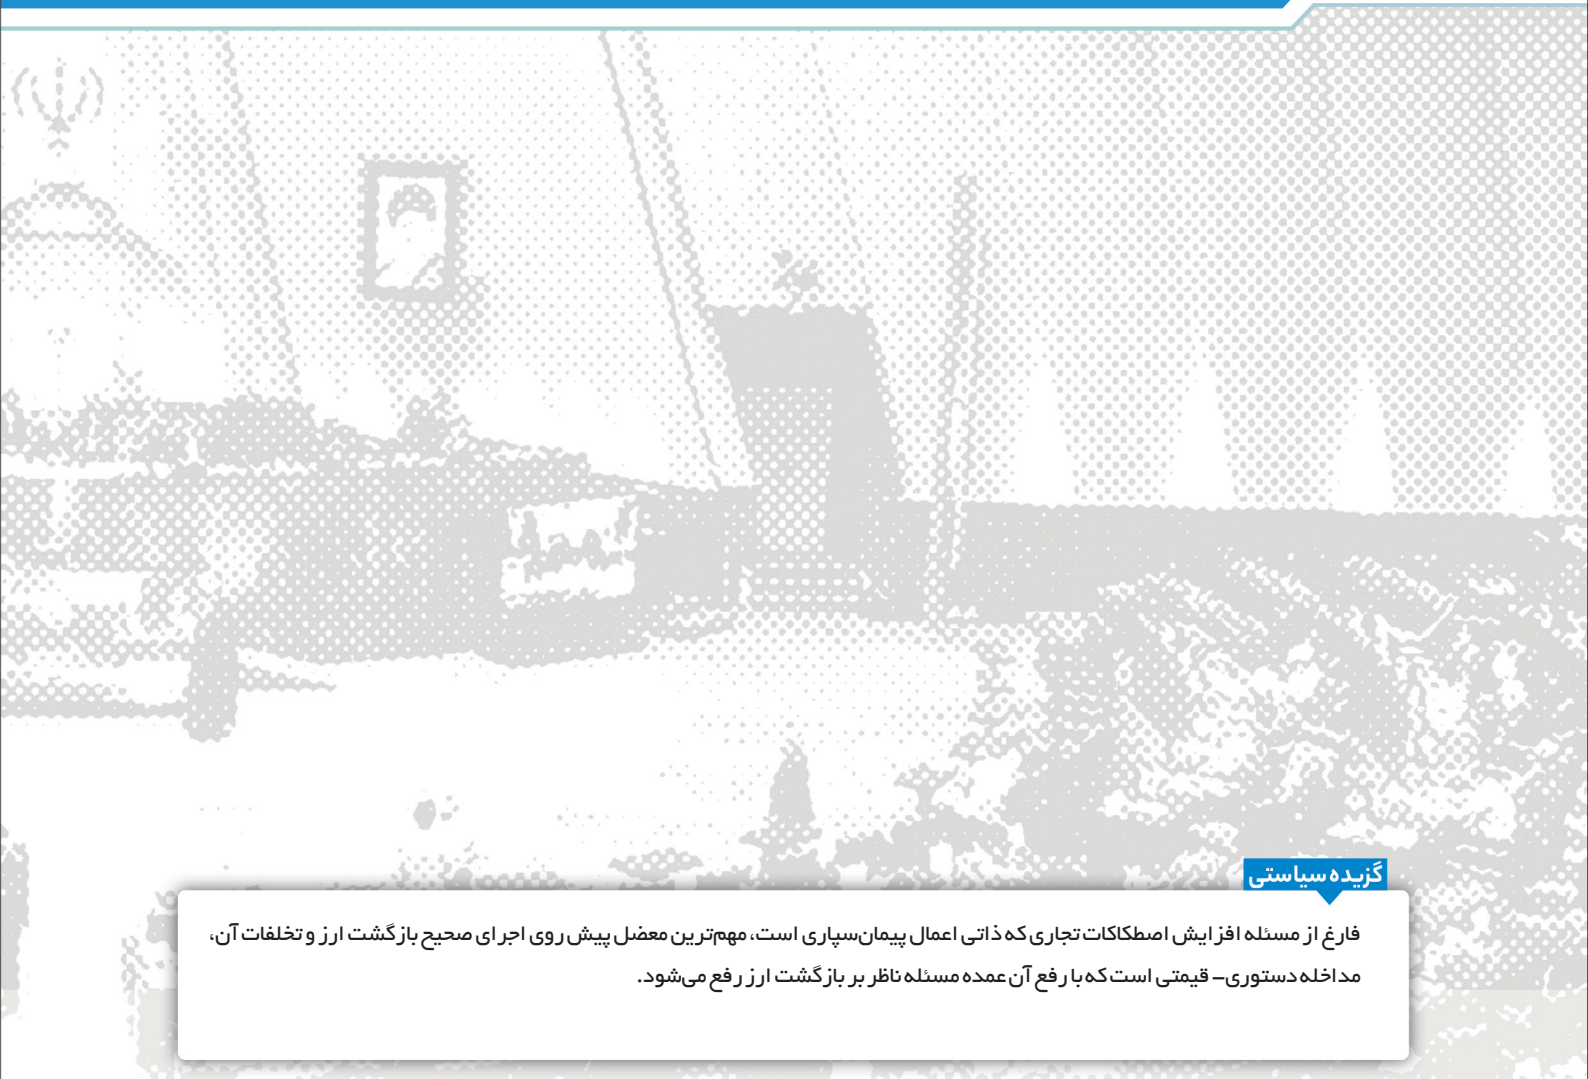 گزیده سیاستی
فارغ از مسئله افزایش اصطکاکات تجاری که ذاتی اعمال پیمان‌سپاری است، مهم‌ترین معضل پیش روی اجرای صحیح بازگشت ارز و تخلفات آن،
مداخله دستوری- قیمتی است که با رفع آن عمده مسئله ناظر بر بازگشت ارز رفع می‌شود.